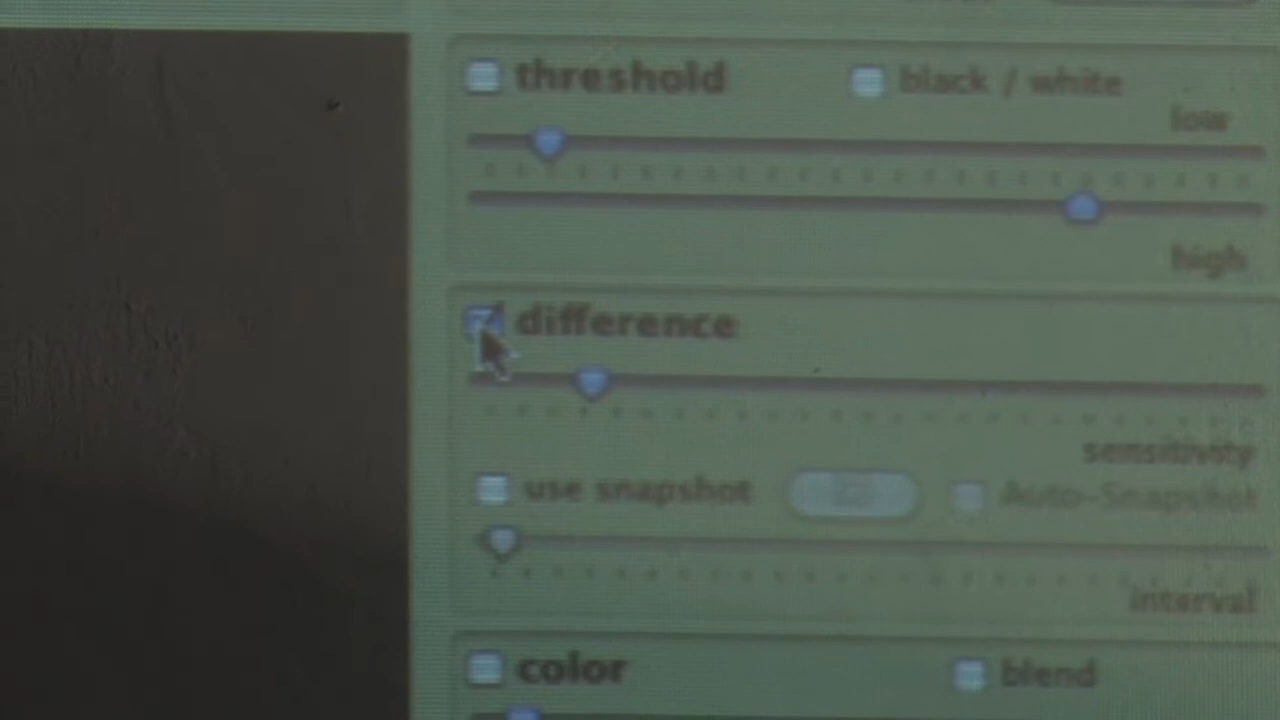 threshold black / white
low
high
difference
sensitivity
use snapshot Auto-Snapshot
interval
color blend